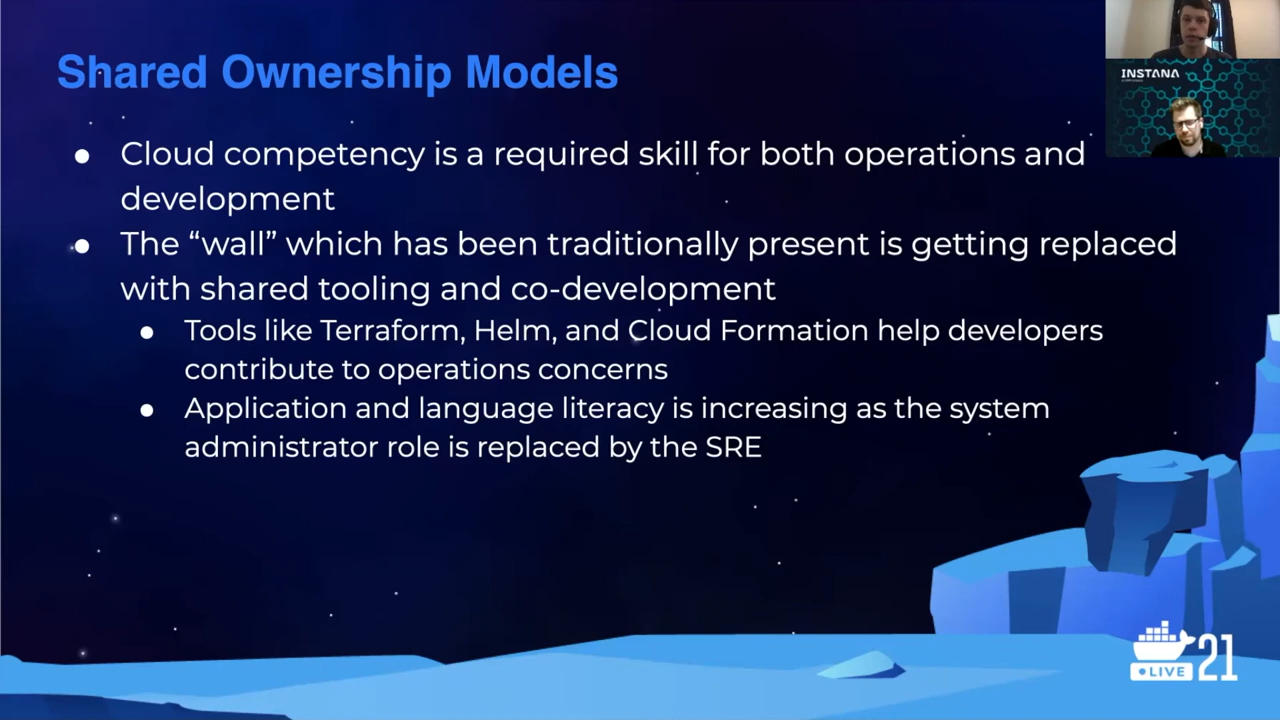 Shared Ownership Models
INSTANA
● Cloud competency is a required skill for both operations and
development
● The “wall” which has been traditionally present is getting replaced
with shared tooling and co-development
● Tools like Terraform, Helm, and Cloud Formation help developers
contribute to operations concerns
● Application and language literacy is increasing as the system
administrator role is replaced by the SRE
LIVE 21